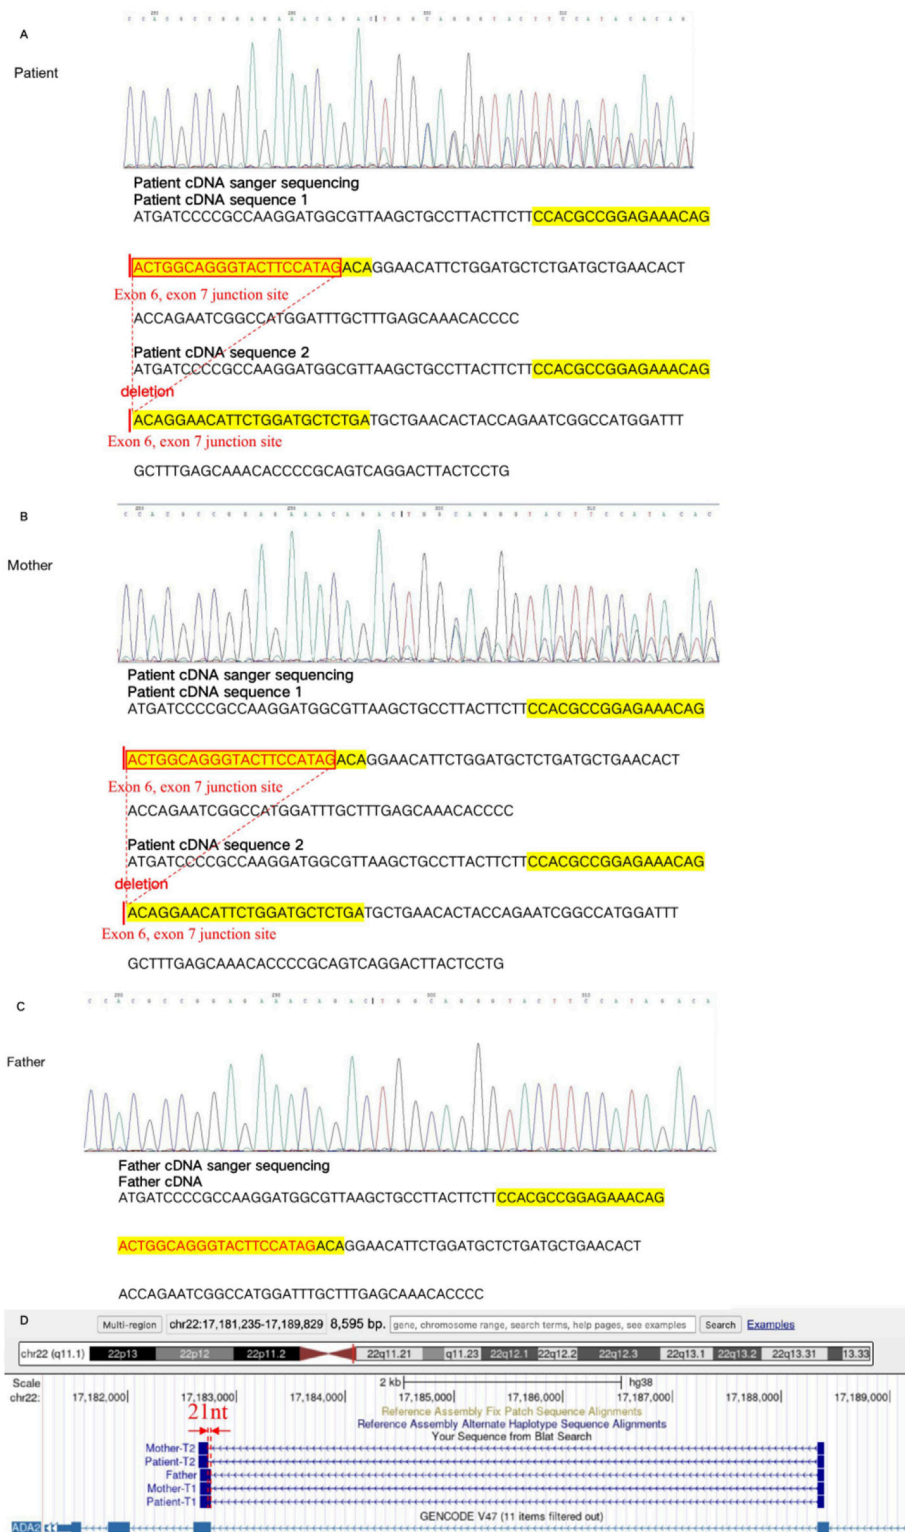 A
Patient
Patient cDNA sanger sequencing
Patient cDNA sequence 1
ATGATCCCCGCCAAGGATGGCGTTAAGCTGCCTTACTTCTTCCACGCCGGAGAAACAG
ACTGGCAGGGTACTTCCATAGACAGGAACATTCTGGATGCTCTGATGCTGAACACT
Exon 6, exon 7 junction site
ACCAGAATCGGCCATGGATTTGCTTTGAGCAAACACCCC
Patient cDNA sequence 2
ATGATCCCCGCCAAGGATGGCGTTAAGCTGCCTTACTTCTTCCACGCCGGAGAAACAG
deletion
ACAGGAACATTCTGGATGCTCTGATGCTGAACACTACCAGAATCGGCCATGGATTT
Exon 6, exon 7 junction site
GCTTTGAGCAAACACCCCGCAGTCAGGACTTACTCCTG
B
Mother
Patient cDNA sanger sequencing
Patient cDNA sequence 1
ATGATCCCCGCCAAGGATGGCGTTAAGCTGCCTTACTTCTTCCACGCCGGAGAAACAG
ACTGGCAGGGTACTTCCATAGACAGGAACATTCTGGATGCTCTGATGCTGAACACT
Exon 6, exon 7 junction site
ACCAGAATCGGCCATGGATTTGCTTTGAGCAAACACCCC
Patient cDNA sequence 2
ATGATCCCCGCCAAGGATGGCGTTAAGCTGCCTTACTTCTTCCACGCCGGAGAAACAG
deletion
ACAGGAACATTCTGGATGCTCTGATGCTGAACACTACCAGAATCGGCCATGGATTT
Exon 6, exon 7 junction site
GCTTTGAGCAAACACCCCGCAGTCAGGACTTACTCCTG
C
Father
Father cDNA sanger sequencing
Father cDNA
ATGATCCCCGCCAAGGATGGCGTTAAGCTGCCTTACTTCTTCCACGCCGGAGAAACAG
ACTGGCAGGGTACTTCCATAGACAGGAACATTCTGGATGCTCTGATGCTGAACACT
ACCAGAATCGGCCATGGATTTGCTTTGAGCAAACACCCC
D
Multi-region chr22:17,181,235-17,189,829 8,595 bp. gene, chromosome range, search terms, help pages, see examples Search Examples
chr22 (q11.1) 22p13 22p12 22p11.2 22q11.21 q11.23 22q12.1 22q12.2 22q12.3 22q13.1 22q13.2 22q13.31 13.33
Scale 2 kb hg38
chr22: 17,182,000 17,183,000 17,184,000 17,185,000 17,186,000 17,187,000 17,188,000 17,189,000
21nt
Reference Assembly Fix Patch Sequence Alignments
Reference Assembly Alternate Haplotype Sequence Alignments
Your Sequence from Blat Search
Mother-T2
Patient-T2
Father
Mother-T1
Patient-T1
GENCODE V47 (11 items filtered out)
ADA2